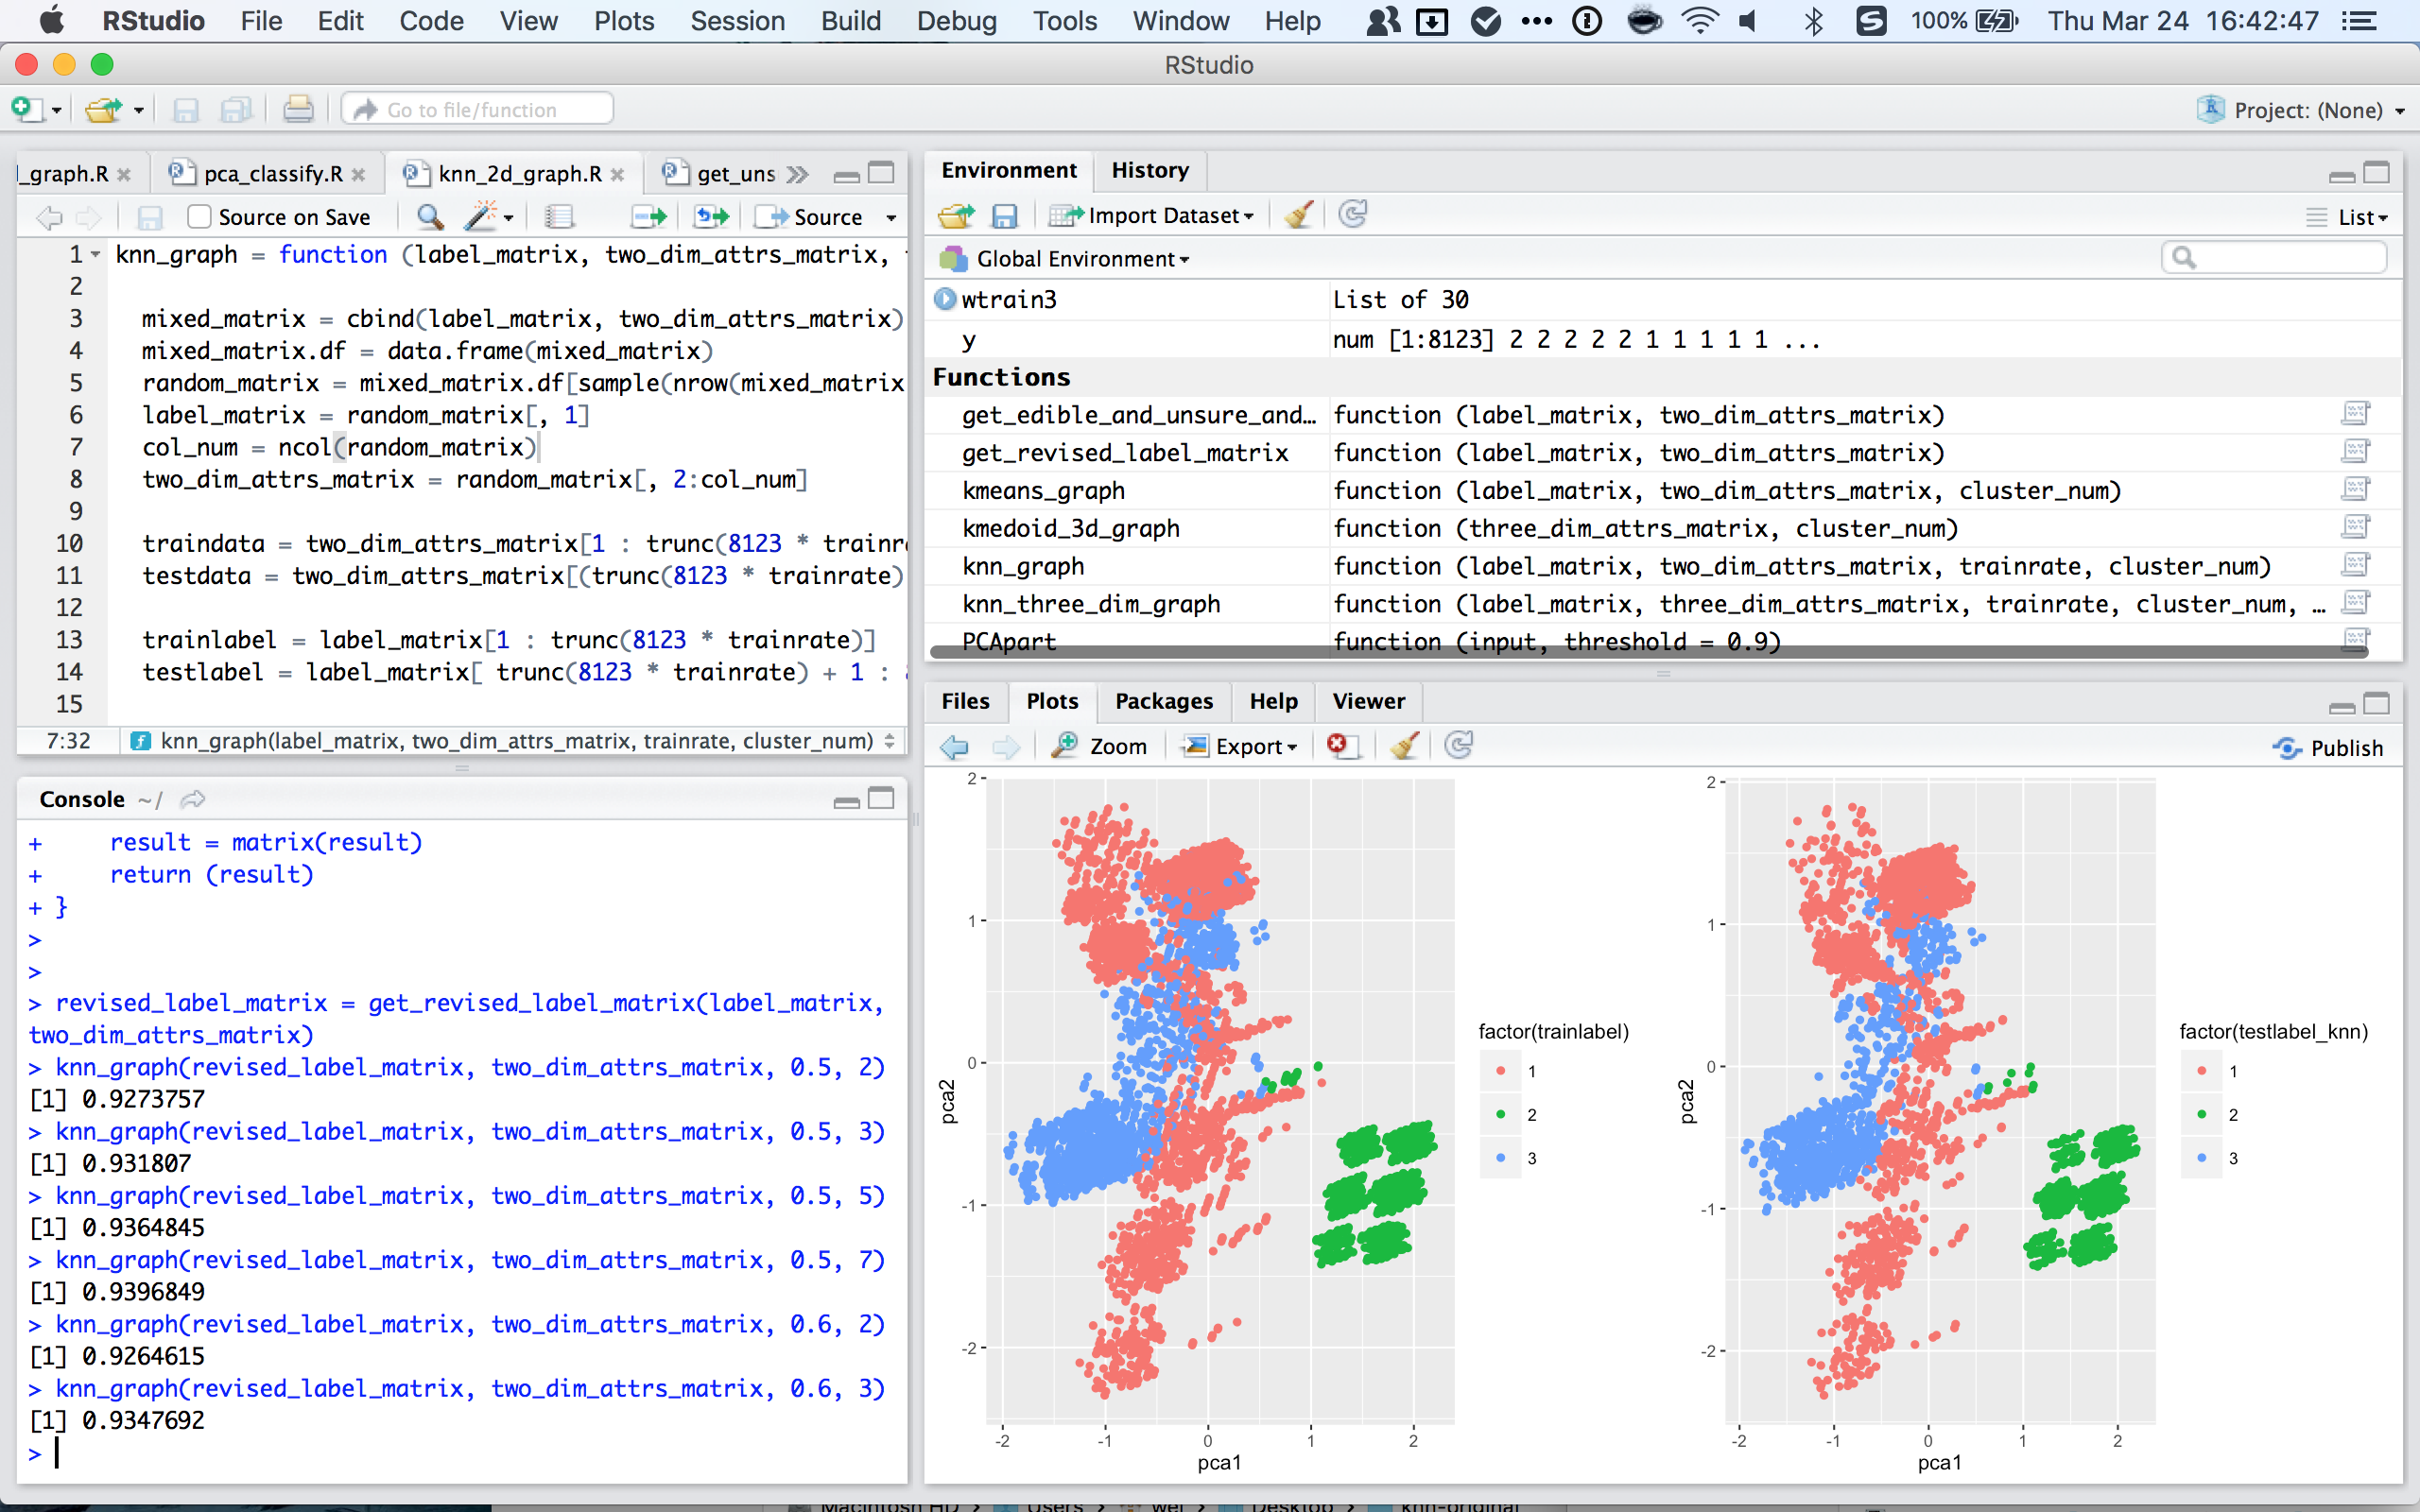 RStudio File Edit Code View Plots Session Build Debug Tools Window Help 100% Thu Mar 24 16:42:47
RStudio
Go to file/function
Project: (None)
l_graph.R pca_classify.R knn_2d_graph.R get_uns
Source on Save Source
1 knn_graph = function (label_matrix, two_dim_attrs_matrix,
2
3 mixed_matrix = cbind(label_matrix, two_dim_attrs_matrix)
4 mixed_matrix.df = data.frame(mixed_matrix)
5 random_matrix = mixed_matrix.df[sample(nrow(mixed_matrix
6 label_matrix = random_matrix[, 1]
7 col_num = ncol(random_matrix)
8 two_dim_attrs_matrix = random_matrix[, 2:col_num]
9
10 traindata = two_dim_attrs_matrix[1 : trunc(8123 * trainr
11 testdata = two_dim_attrs_matrix[(trunc(8123 * trainrate)
12
13 trainlabel = label_matrix[1 : trunc(8123 * trainrate)]
14 testlabel = label_matrix[ trunc(8123 * trainrate) + 1 :
15
7:32 knn_graph(label_matrix, two_dim_attrs_matrix, trainrate, cluster_num)
Console ~/
+ result = matrix(result)
+ return (result)
+ }
>
>
> revised_label_matrix = get_revised_label_matrix(label_matrix,
two_dim_attrs_matrix)
> knn_graph(revised_label_matrix, two_dim_attrs_matrix, 0.5, 2)
[1] 0.9273757
> knn_graph(revised_label_matrix, two_dim_attrs_matrix, 0.5, 3)
[1] 0.931807
> knn_graph(revised_label_matrix, two_dim_attrs_matrix, 0.5, 5)
[1] 0.9364845
> knn_graph(revised_label_matrix, two_dim_attrs_matrix, 0.5, 7)
[1] 0.9396849
> knn_graph(revised_label_matrix, two_dim_attrs_matrix, 0.6, 2)
[1] 0.9264615
> knn_graph(revised_label_matrix, two_dim_attrs_matrix, 0.6, 3)
[1] 0.9347692
>
Environment History
Import Dataset List
Global Environment
wtrain3 List of 30
y num [1:8123] 2 2 2 2 2 1 1 1 1 1 ...
Functions
get_edible_and_unsure_and… function (label_matrix, two_dim_attrs_matrix)
get_revised_label_matrix function (label_matrix, two_dim_attrs_matrix)
kmeans_graph function (label_matrix, two_dim_attrs_matrix, cluster_num)
kmedoid_3d_graph function (three_dim_attrs_matrix, cluster_num)
knn_graph function (label_matrix, two_dim_attrs_matrix, trainrate, cluster_num)
knn_three_dim_graph function (label_matrix, three_dim_attrs_matrix, trainrate, cluster_num, …
PCApart function (input, threshold = 0.9)
Files Plots Packages Help Viewer
Zoom Export Publish
2
1
0
-1
-2
pca2
-2 -1 0 1 2
pca1
factor(trainlabel)
1
2
3
2
1
0
-1
-2
pca2
-2 -1 0 1 2
pca1
factor(testlabel_knn)
1
2
3
Macintosh HD Users wei Desktop knn-original